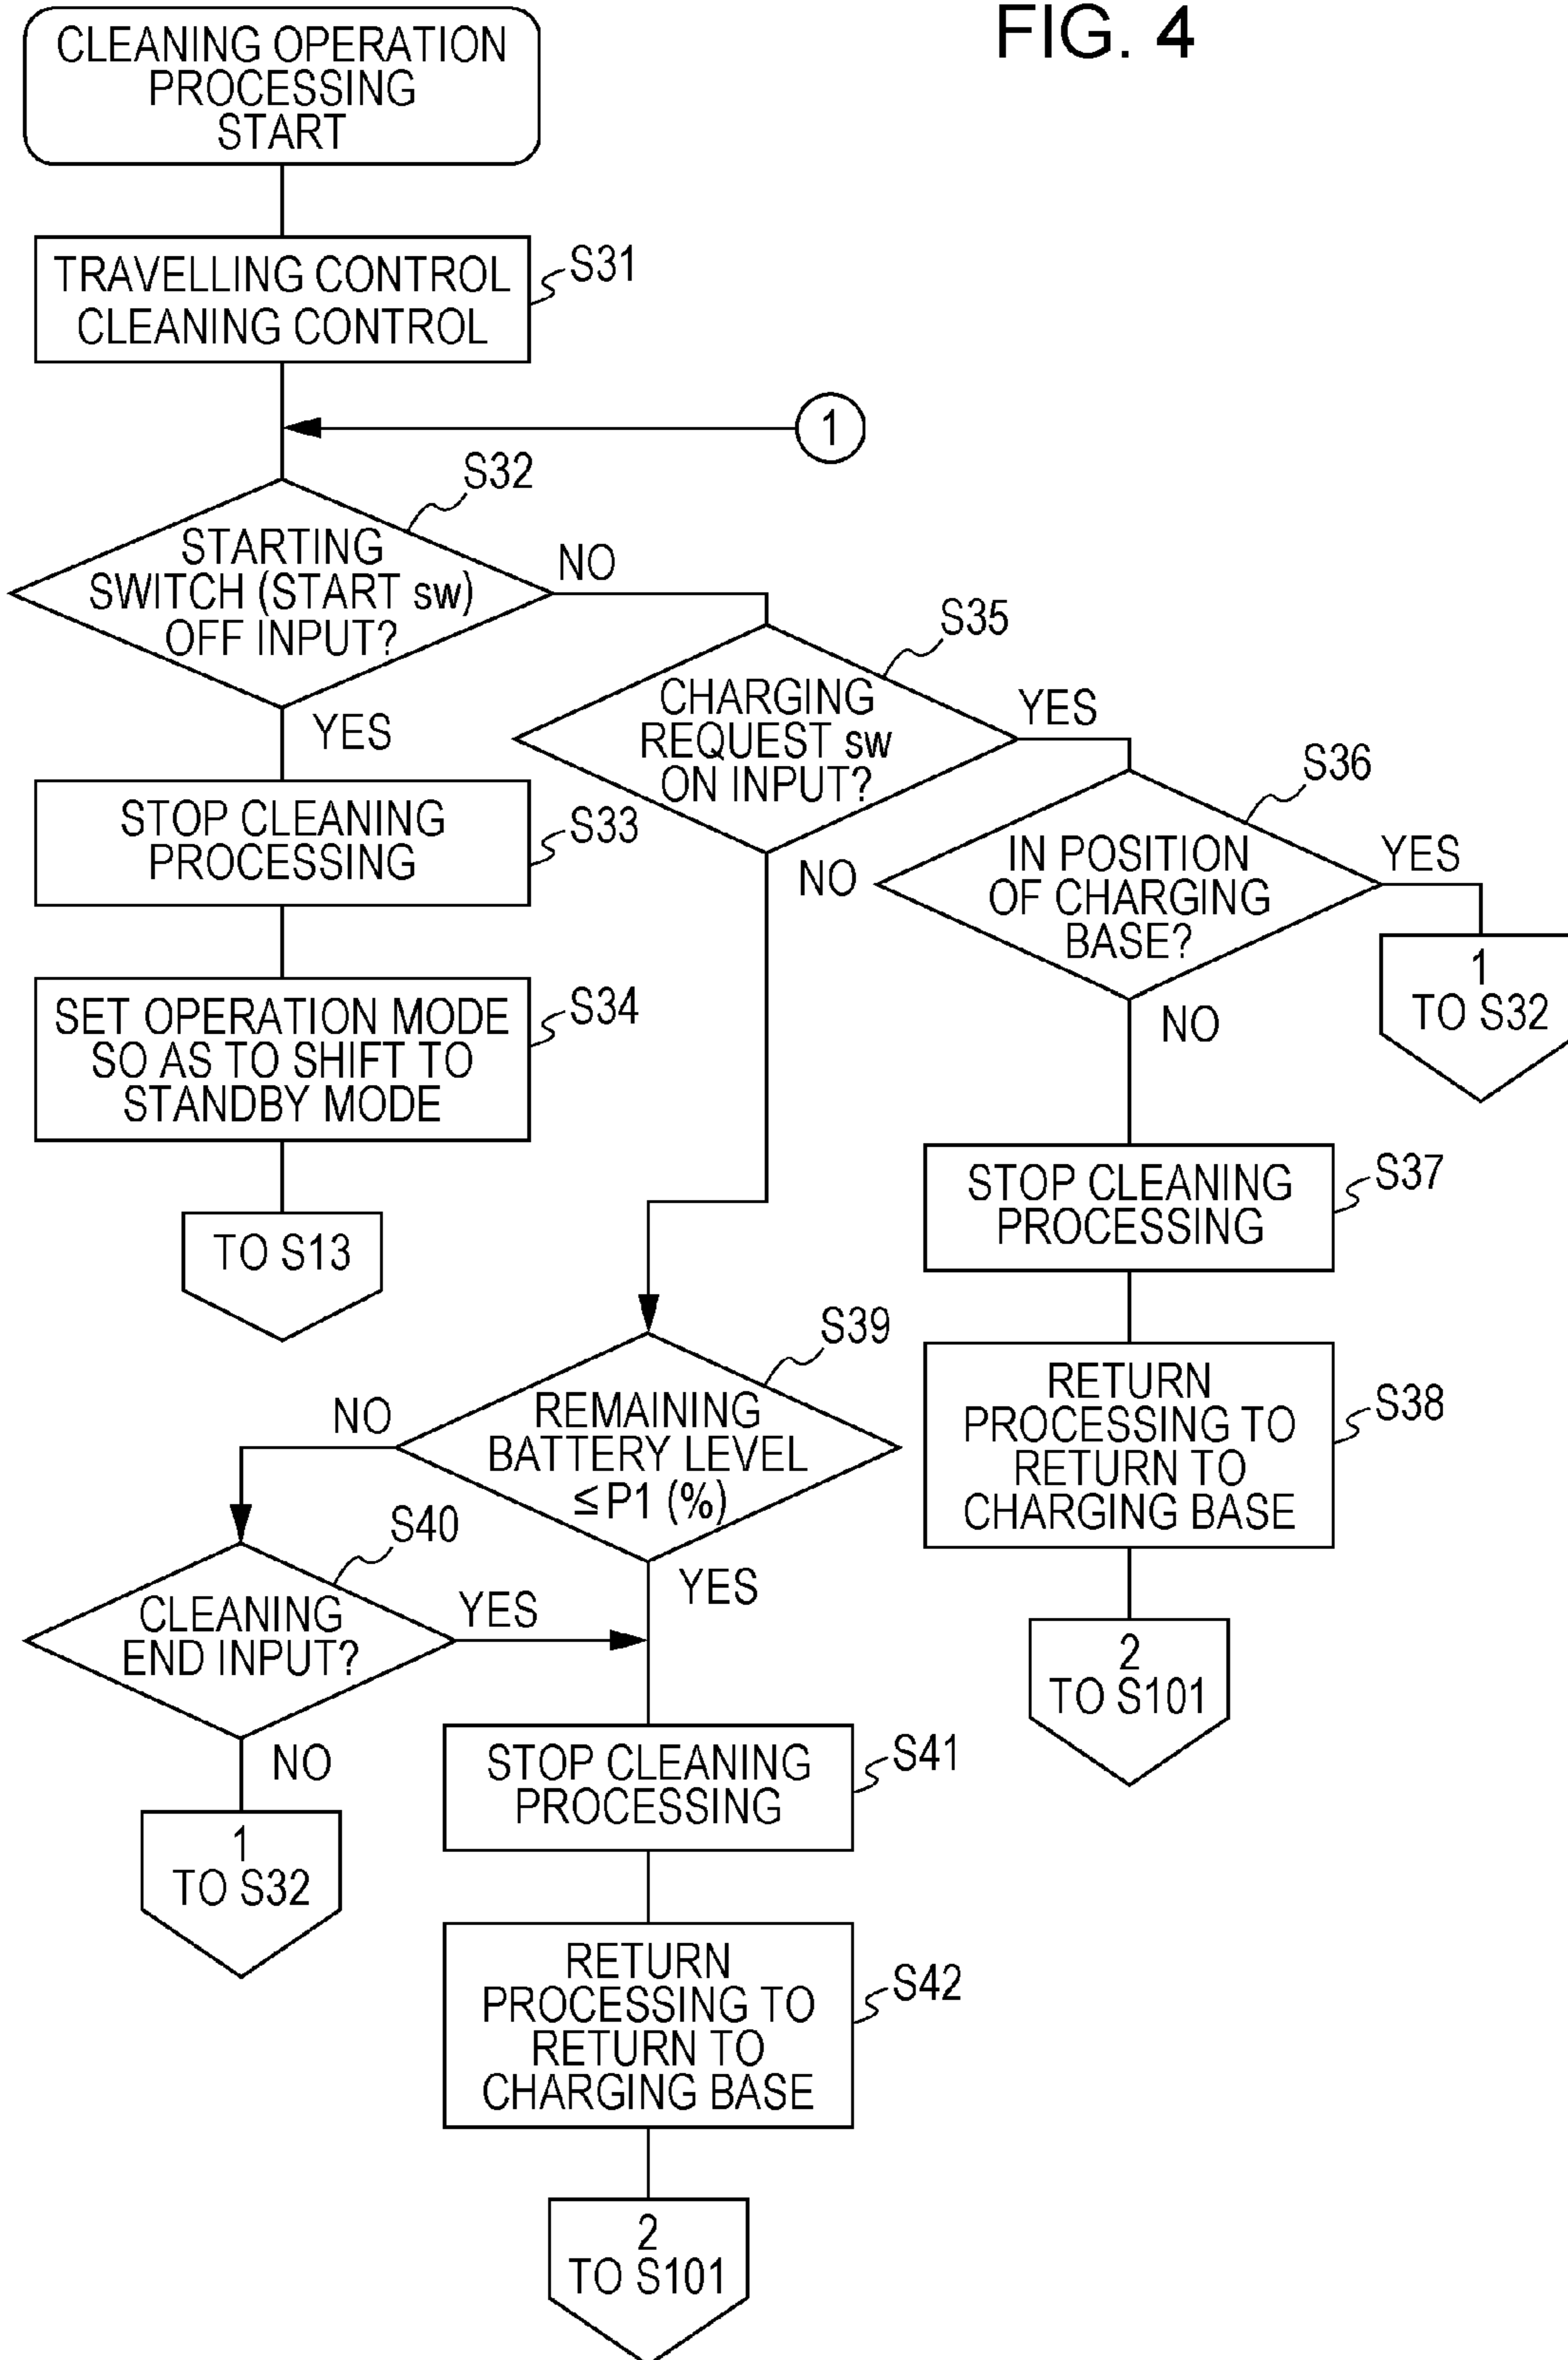 FIG. 4
CLEANING OPERATION
PROCESSING
START
TRAVELLING CONTROL
CLEANING CONTROL
S31
1
S32
STARTING
SWITCH (START sw)
OFF INPUT?
NO
YES
STOP CLEANING
PROCESSING
S33
SET OPERATION MODE
SO AS TO SHIFT TO
STANDBY MODE
S34
TO S13
S35
CHARGING
REQUEST sw
ON INPUT?
YES
NO
S36
IN POSITION
OF CHARGING
BASE?
YES
1
TO S32
NO
STOP CLEANING
PROCESSING
S37
RETURN
PROCESSING TO
RETURN TO
CHARGING BASE
S38
2
TO S101
S39
REMAINING
BATTERY LEVEL
≤ P1 (%)
NO
YES
S40
CLEANING
END INPUT?
YES
NO
1
TO S32
STOP CLEANING
PROCESSING
S41
RETURN
PROCESSING TO
RETURN TO
CHARGING BASE
S42
2
TO S101